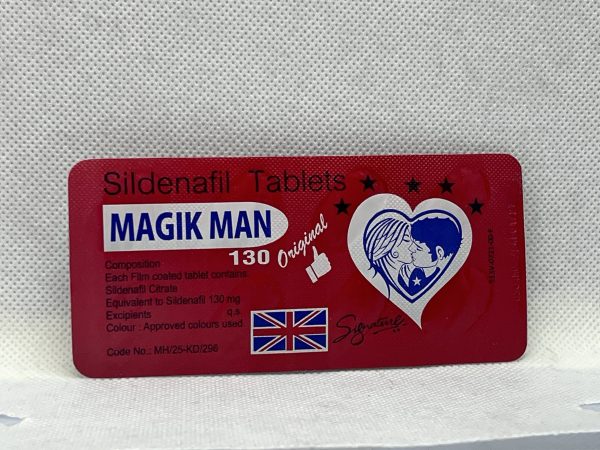 Sildenafil Tablets
MAGIK MAN
130 Original
Composition
Each Film coated tablet contains:
Sildenafil Citrate
Equivalent to Sildenafil 130 mg
Excipients q.s.
Colour : Approved colours used
Code No.: MH/25-KD/296
Signature